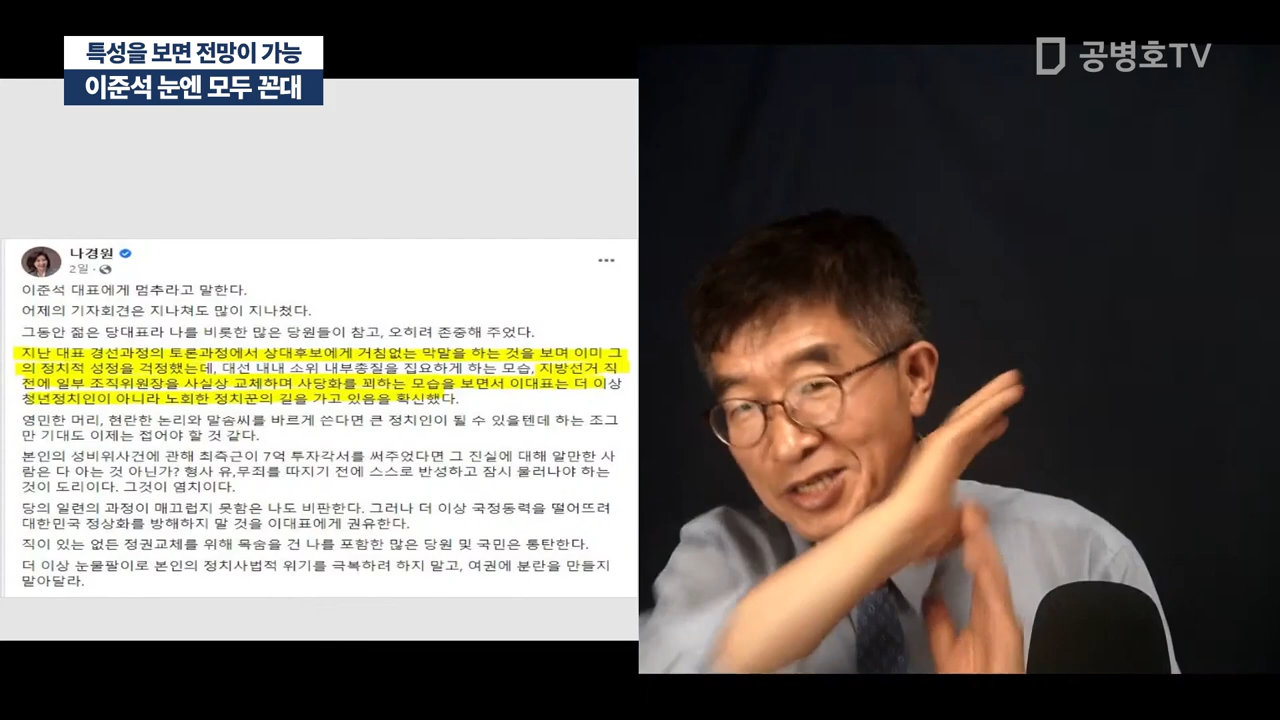 특성을 보면 전망이 가능
이준석 눈엔 모두 꼰대
공병호TV
나경원
2일 ·
이준석 대표에게 멈추라고 말한다.
어제의 기자회견은 지나쳐도 많이 지나쳤다.
그동안 젊은 당대표라 나를 비롯한 많은 당원들이 참고, 오히려 존중해 주었다.
지난 대표 경선과정의 토론과정에서 상대후보에게 거침없는 막말을 하는 것을 보며 이미 그
의 정치적 성정을 걱정했는데, 대선 내내 소위 내부총질을 집요하게 하는 모습, 지방선거 직
전에 일부 조직위원장을 사실상 교체하며 사당화를 꾀하는 모습을 보면서 이대표는 더 이상
청년정치인이 아니라 노회한 정치꾼의 길을 가고 있음을 확신했다.
영민한 머리, 현란한 논리와 말솜씨를 바르게 쓴다면 큰 정치인이 될 수 있을텐데 하는 조그
만 기대도 이제는 접어야 할 것 같다.
본인의 성비위사건에 관해 최측근이 7억 투자각서를 써주었다면 그 진실에 대해 알만한 사
람은 다 아는 것 아닌가? 형사 유,무죄를 따지기 전에 스스로 반성하고 잠시 물러나야 하는
것이 도리이다. 그것이 염치이다.
당의 일련의 과정이 매끄럽지 못함은 나도 비판한다. 그러나 더 이상 국정동력을 떨어뜨려
대한민국 정상화를 방해하지 말 것을 이대표에게 권유한다.
직이 있는 없든 정권교체를 위해 목숨을 건 나를 포함한 많은 당원 및 국민은 통탄한다.
더 이상 눈물팔이로 본인의 정치사법적 위기를 극복하려 하지 말고, 여권에 분란을 만들지
말아달라.